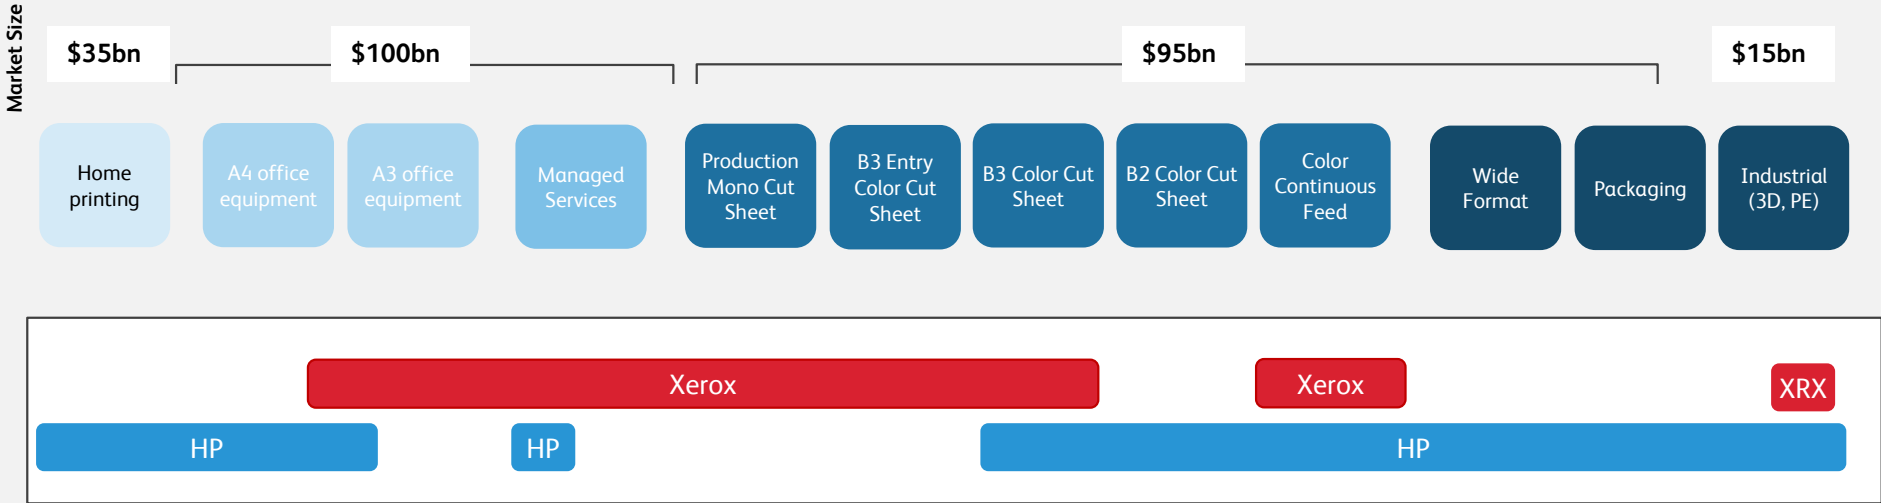 Market Size
$35bn
$100bn
$95bn
$15bn
Home
printing
A4 office
equipment
A3 office
equipment
Managed
Services
Production
Mono Cut
Sheet
B3 Entry
Color Cut
Sheet
B3 Color Cut
Sheet
B2 Color Cut
Sheet
Color
Continuous
Feed
Wide
Format
Packaging
Industrial
(3D, PE)
Xerox
Xerox
XRX
HP
HP
HP